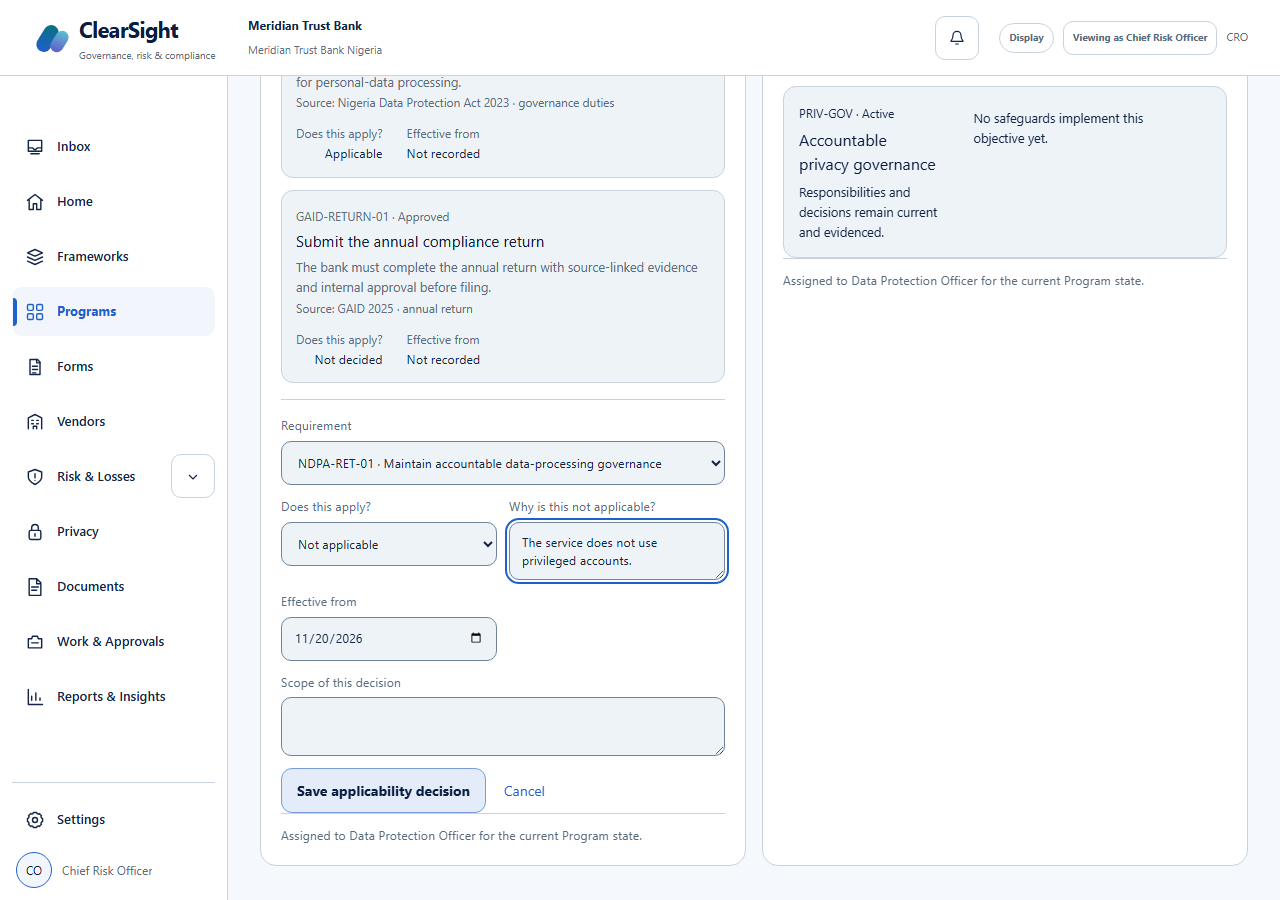 ClearSight
Governance, risk & compliance
Meridian Trust Bank
Meridian Trust Bank Nigeria
Display
Viewing as Chief Risk Officer
CRO
Inbox
Home
Frameworks
Programs
Forms
Vendors
Risk & Losses
Privacy
Documents
Work & Approvals
Reports & Insights
Settings
CO
Chief Risk Officer
for personal-data processing.
Source: Nigeria Data Protection Act 2023 · governance duties
Does this apply?
Effective from
Applicable
Not recorded
GAID-RETURN-01 · Approved
Submit the annual compliance return
The bank must complete the annual return with source-linked evidence
and internal approval before filing.
Source: GAID 2025 · annual return
Does this apply?
Effective from
Not decided
Not recorded
Requirement
NDPA-RET-01 · Maintain accountable data-processing governance
Does this apply?
Why is this not applicable?
Not applicable
The service does not use
privileged accounts.
Effective from
11/20/2026
Scope of this decision
Save applicability decision
Cancel
Assigned to Data Protection Officer for the current Program state.
PRIV-GOV · Active
Accountable
privacy governance
Responsibilities and
decisions remain current
and evidenced.
No safeguards implement this
objective yet.
Assigned to Data Protection Officer for the current Program state.